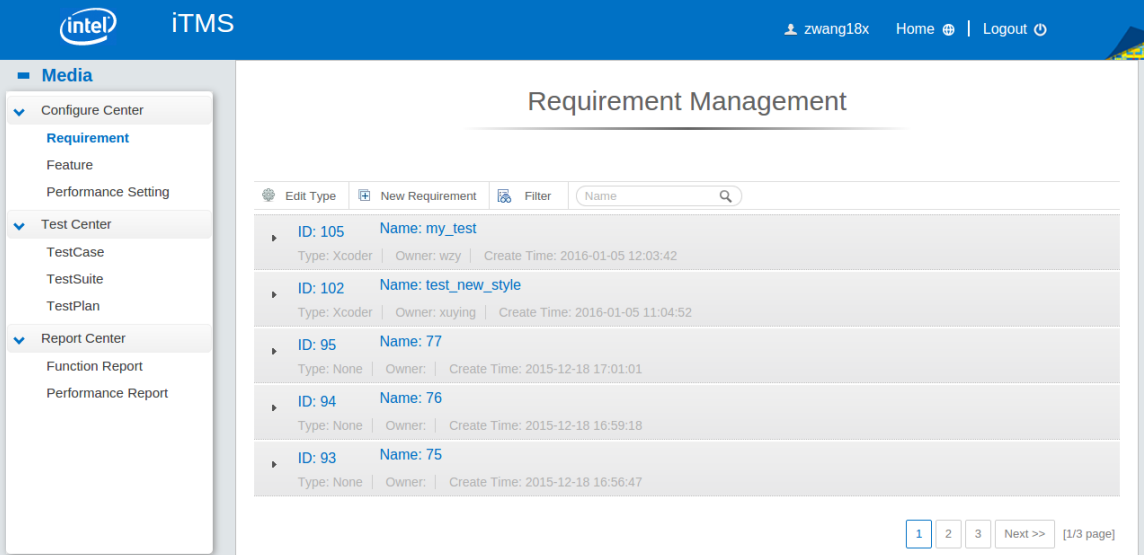 intel iTMS zwang18x Home Logout
Media
Configure Center
Requirement
Feature
Performance Setting
Test Center
TestCase
TestSuite
TestPlan
Report Center
Function Report
Performance Report
Requirement Management
Edit Type New Requirement Filter Name
ID: 105 Name: my_test
Type: Xcoder Owner: wzy Create Time: 2016-01-05 12:03:42
ID: 102 Name: test_new_style
Type: Xcoder Owner: xuying Create Time: 2016-01-05 11:04:52
ID: 95 Name: 77
Type: None Owner: Create Time: 2015-12-18 17:01:01
ID: 94 Name: 76
Type: None Owner: Create Time: 2015-12-18 16:59:18
ID: 93 Name: 75
Type: None Owner: Create Time: 2015-12-18 16:56:47
1 2 3 Next >> [1/3 page]